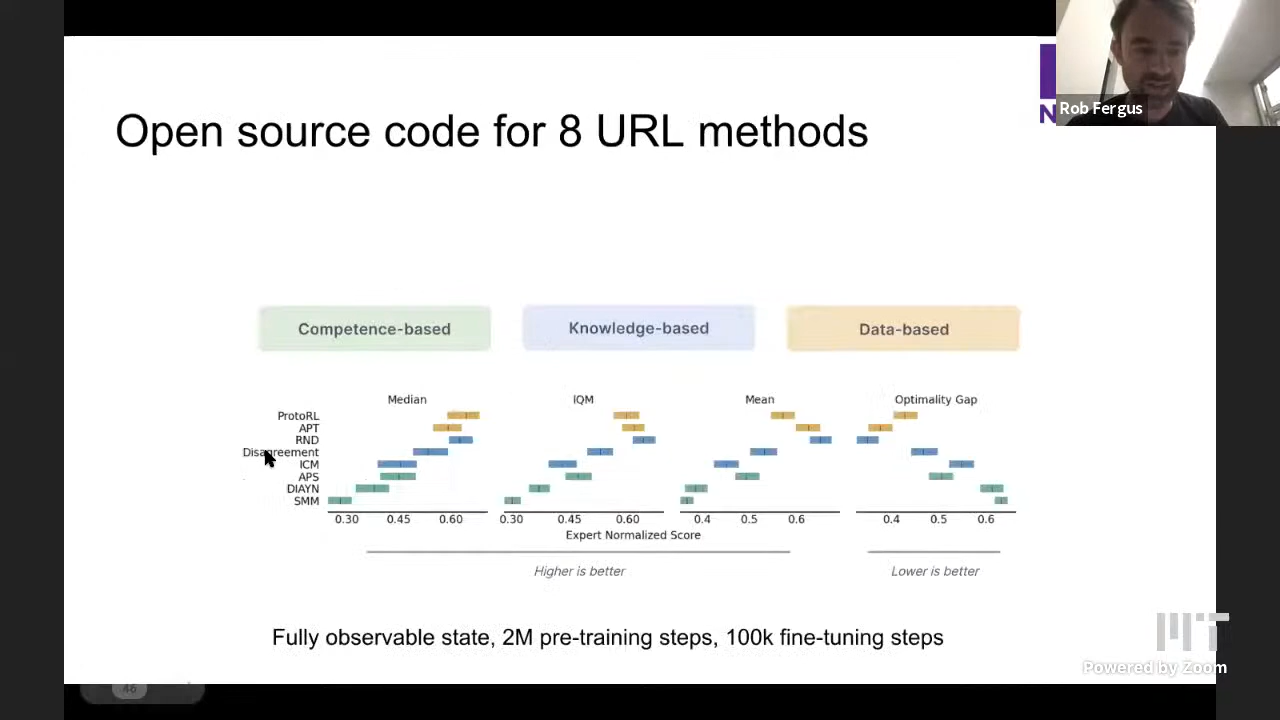 Rob Fergus
N
Open source code for 8 URL methods
Competence-based
Knowledge-based
Data-based
Median
IQM
Mean
Optimality Gap
ProtoRL
APT
RND
Disagreement
ICM
APS
DIAYN
SMM
0.30 0.45 0.60
0.30 0.45 0.60
0.4 0.5 0.6
0.4 0.5 0.6
Expert Normalized Score
Higher is better
Lower is better
Fully observable state, 2M pre-training steps, 100k fine-tuning steps
MIT
Powered by Zoom
46